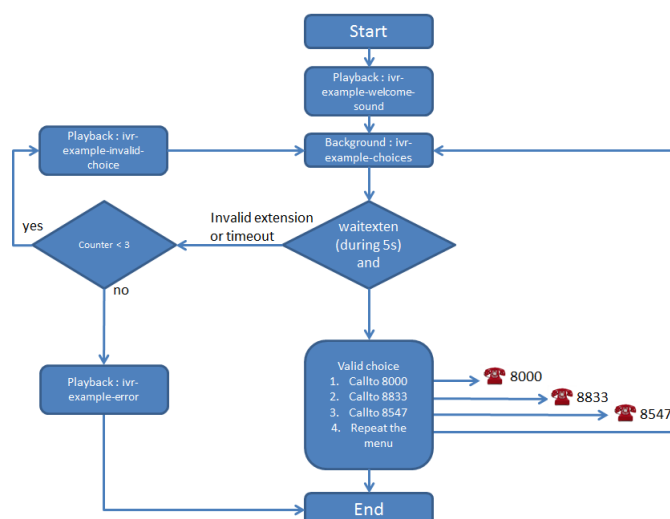 Start
Playback : ivr-
example-welcome-
sound
Playback : ivr-
example-invalid-
choice
Background : ivr-
example-choices
yes
Counter < 3
Invalid extension
or timeout
waitexten
(during 5s)
and
no
Playback : ivr-
example-error
Valid choice
1. Callto 8000
2. Callto 8833
3. Callto 8547
4. Repeat the
menu
8000
8833
8547
End